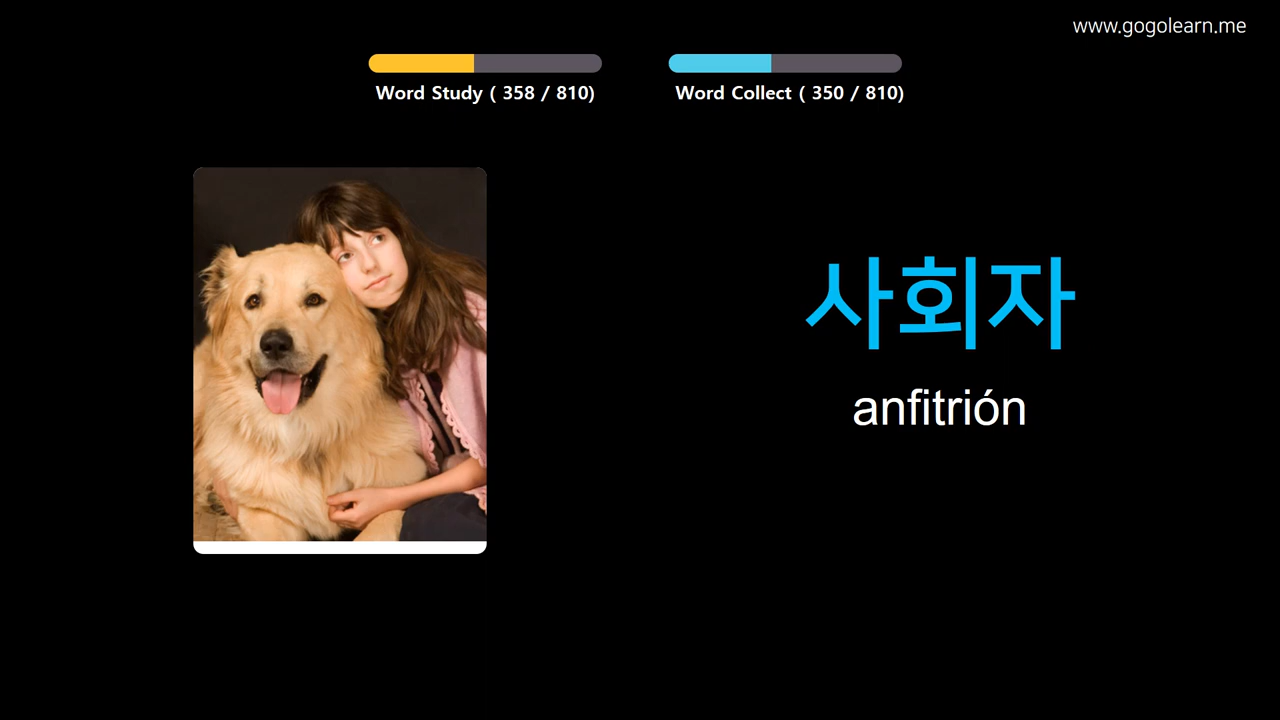 www.gogolearn.me
Word Study ( 358 / 810)
Word Collect ( 350 / 810)
사회자
anfitrión